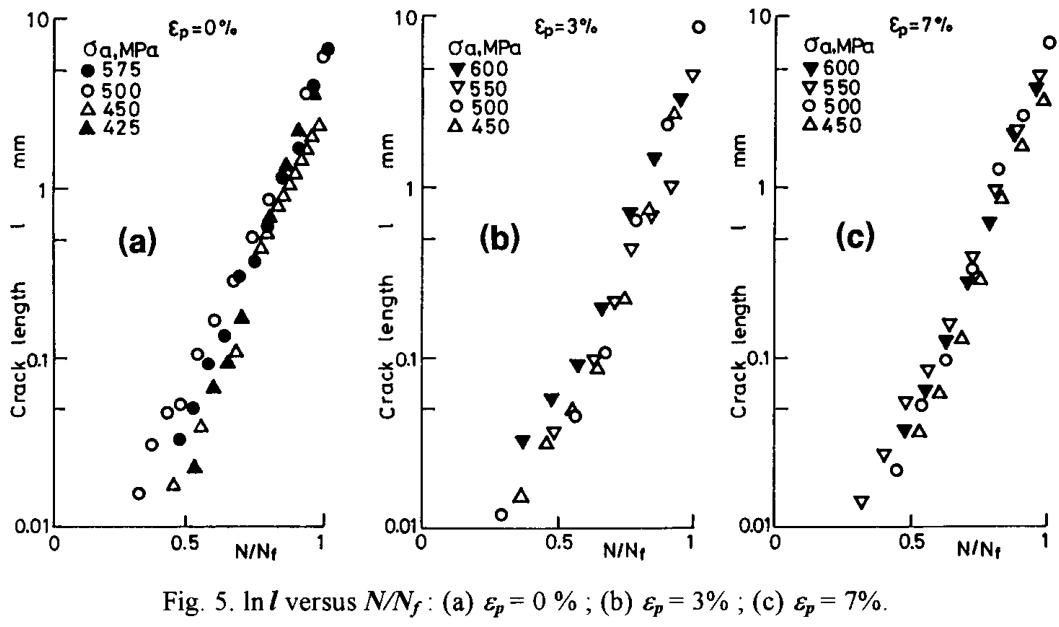 εp=0%
σa,MPa
● 575
○ 500
△ 450
▲ 425
(a)
Crack length l mm
10
1
0.1
0.01
0 0.5 1
N/Nf
εp=3%
σa,MPa
▼ 600
▽ 550
○ 500
△ 450
(b)
Crack length l mm
10
1
0.1
0.01
0 0.5 1
N/Nf
εp=7%
σa,MPa
▼ 600
▽ 550
○ 500
△ 450
(c)
Crack length l mm
10
1
0.1
0.01
0 0.5 1
N/Nf
Fig. 5. ln l versus N/Nf : (a) εp = 0 % ; (b) εp = 3% ; (c) εp = 7%.